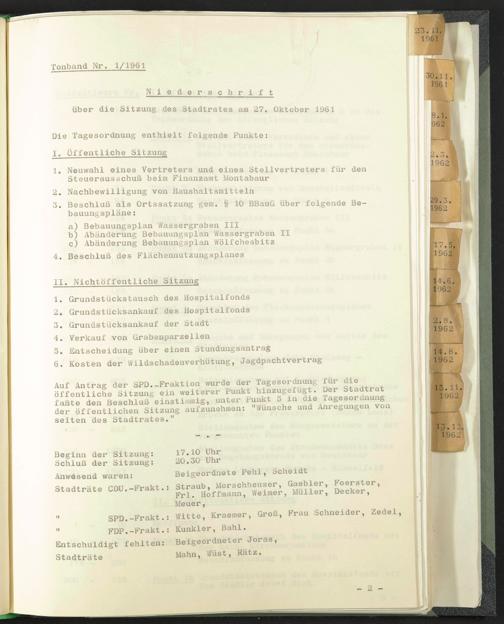 Tonband Nr. 1/1961
Niederschrift
über die Sitzung des Stadtrates am 27. Oktober 1961
Die Tagesordnung enthielt folgende Punkte:
I. Öffentliche Sitzung
1. Neuwahl eines Vertreters und eines Stellvertreters für den
Steuerausschuß beim Finanzamt Montabaur
2. Nachbewilligung von Haushaltsmitteln
3. Beschluß als Ortssatzung gem. § 10 BBauG über folgende Be-
bauungspläne:
a) Bebauungsplan Wassergraben III
b) Abänderung Bebauungsplan Wassergraben II
c) Abänderung Bebauungsplan Wölfchesbitz
4. Beschluß des Flächennutzungsplanes
II. Nichtöffentliche Sitzung
1. Grundstückstausch des Hospitalfonds
2. Grundstücksankauf des Hospitalfonds
3. Grundstücksankauf der Stadt
4. Verkauf von Grabenparzellen
5. Entscheidung über einen Stundungsantrag
6. Kosten der Wildschadenverhütung, Jagdpachtvertrag
Auf Antrag der SPD.-Fraktion wurde der Tagesordnung für die
öffentliche Sitzung ein weiterer Punkt hinzugefügt. Der Stadtrat
faßte den Beschluß einstimmig, unter Punkt 5 in die Tagesordnung
der öffentlichen Sitzung aufzunehmen: "Wünsche und Anregungen von
seiten des Stadtrates."
- . -
Beginn der Sitzung: 17.10 Uhr
Schluß der Sitzung: 20.30 Uhr
Anwesend waren: Beigeordnete Fehl, Scheidt
Stadträte CDU.-Frakt.: Straub, Merschheuser, Gaebler, Foerster,
Frl. Hoffmann, Weimer, Müller, Decker,
Meuer,
" SPD.-Frakt.: Witte, Kraemer, Groß, Frau Schneider, Zedel,
" FDP.-Frakt.: Kunkler, Bahl.
Entschuldigt fehlten: Beigeordneter Joras,
Stadträte Mahn, Wüst, Hätz.
- 2 -
23.11.
1961
30.11.
1961
8.1.
1962
1962
29.3.
1962
17.5.
1962
14.6.
1962
2.8.
1962
14.8.
1962
13.11.
1962
13.12.
1962